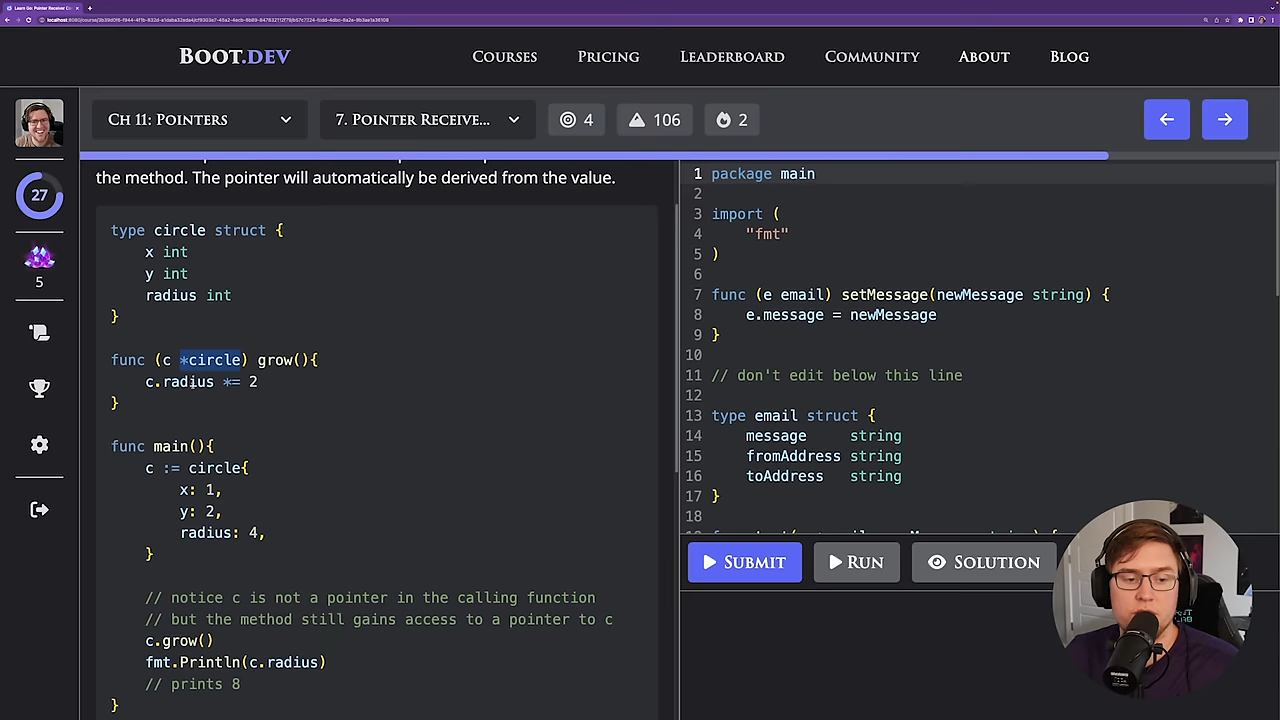 Learn Go: Pointer Receiver Co
BOOT.DEV
COURSES
PRICING
LEADERBOARD
COMMUNITY
ABOUT
BLOG
CH 11: POINTERS
7. POINTER RECEIVE...
4
106
2
27
5
the method. The pointer will automatically be derived from the value.
type circle struct {
x int
y int
radius int
}
func (c *circle) grow(){
c.radius *= 2
}
func main(){
c := circle{
x: 1,
y: 2,
radius: 4,
}
// notice c is not a pointer in the calling function
// but the method still gains access to a pointer to c
c.grow()
fmt.Println(c.radius)
// prints 8
}
1 package main
2
3 import (
4 "fmt"
5 )
6
7 func (e email) setMessage(newMessage string) {
8 e.message = newMessage
9 }
10
11 // don't edit below this line
12
13 type email struct {
14 message string
15 fromAddress string
16 toAddress string
17 }
18
SUBMIT
RUN
SOLUTION